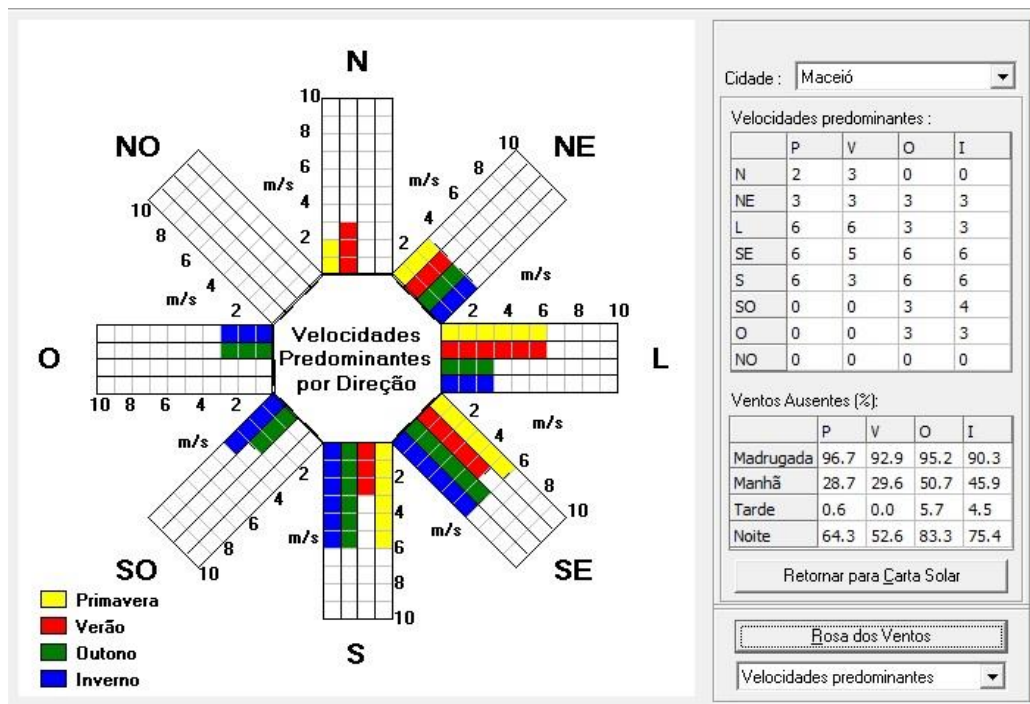 N
NE
L
SE
S
SO
O
NO
10
8
6
4
2
m/s
10
8
6
4
2
m/s
m/s
2 4 6 8 10
m/s
2
4
6
8
10
m/s
2
4
6
8
10
m/s
2
4
6
8
10
m/s
10 8 6 4 2
m/s
10
8
6
4
2
Velocidades
Predominantes
por Direção
Primavera
Verão
Outono
Inverno
Cidade : Maceió
Velocidades predominantes :
P V O I
N 2 3 0 0
NE 3 3 3 3
L 6 6 3 3
SE 6 5 6 6
S 6 3 6 6
SO 0 0 3 4
O 0 0 3 3
NO 0 0 0 0
Ventos Ausentes (%):
P V O I
Madrugada 96.7 92.9 95.2 90.3
Manhã 28.7 29.6 50.7 45.9
Tarde 0.6 0.0 5.7 4.5
Noite 64.3 52.6 83.3 75.4
Retornar para Carta Solar
Rosa dos Ventos
Velocidades predominantes